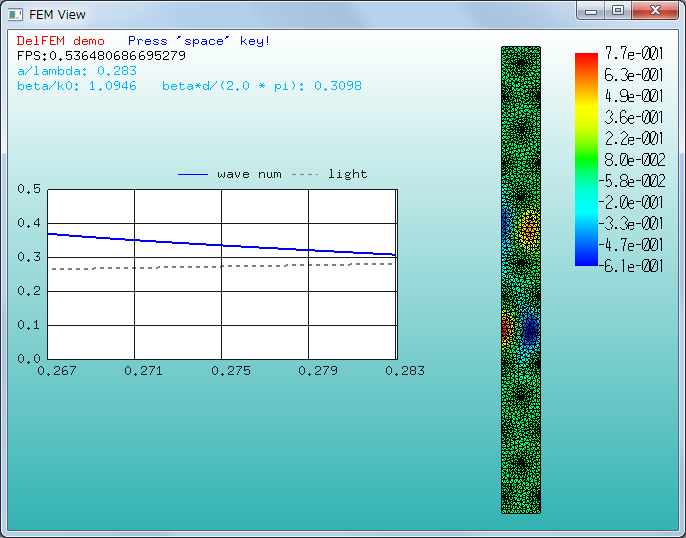 FEM View
DelFEM demo Press "space" key!
FPS:0.536480686695279
a/lambda: 0.283
beta/k0: 1.0946 beta*d/(2.0 * pi): 0.3098
wave num light
0.5
0.4
0.3
0.2
0.1
0.0
0.267 0.271 0.275 0.279 0.283
7.7e-001
6.3e-001
4.9e-001
3.6e-001
2.2e-001
8.0e-002
-5.8e-002
-2.0e-001
-3.3e-001
-4.7e-001
-6.1e-001